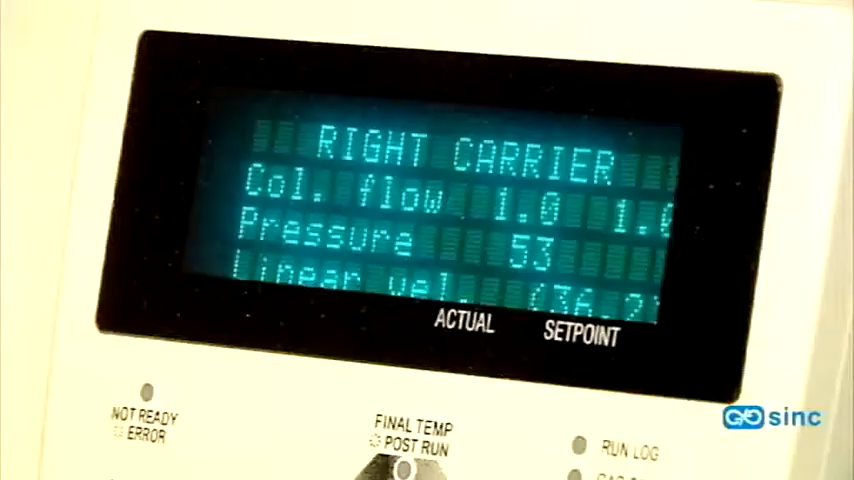 RIGHT CARRIER
Col. flow 1.0 1.0
Pressure 53
Linear vel. (36.2)
ACTUAL SETPOINT
NOT READY
ERROR
FINAL TEMP
POST RUN
RUN LOG
sinc